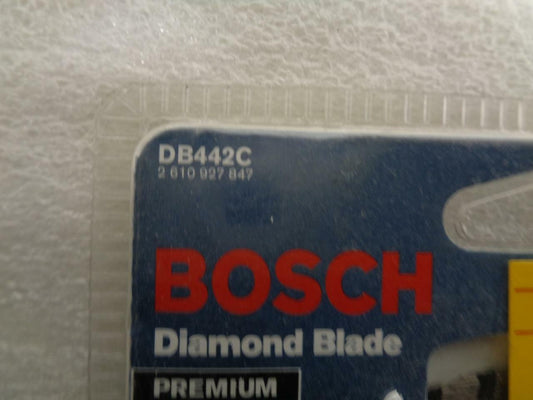 DB442C
2 610 927 847
BOSCH
Diamond Blade
PREMIUM